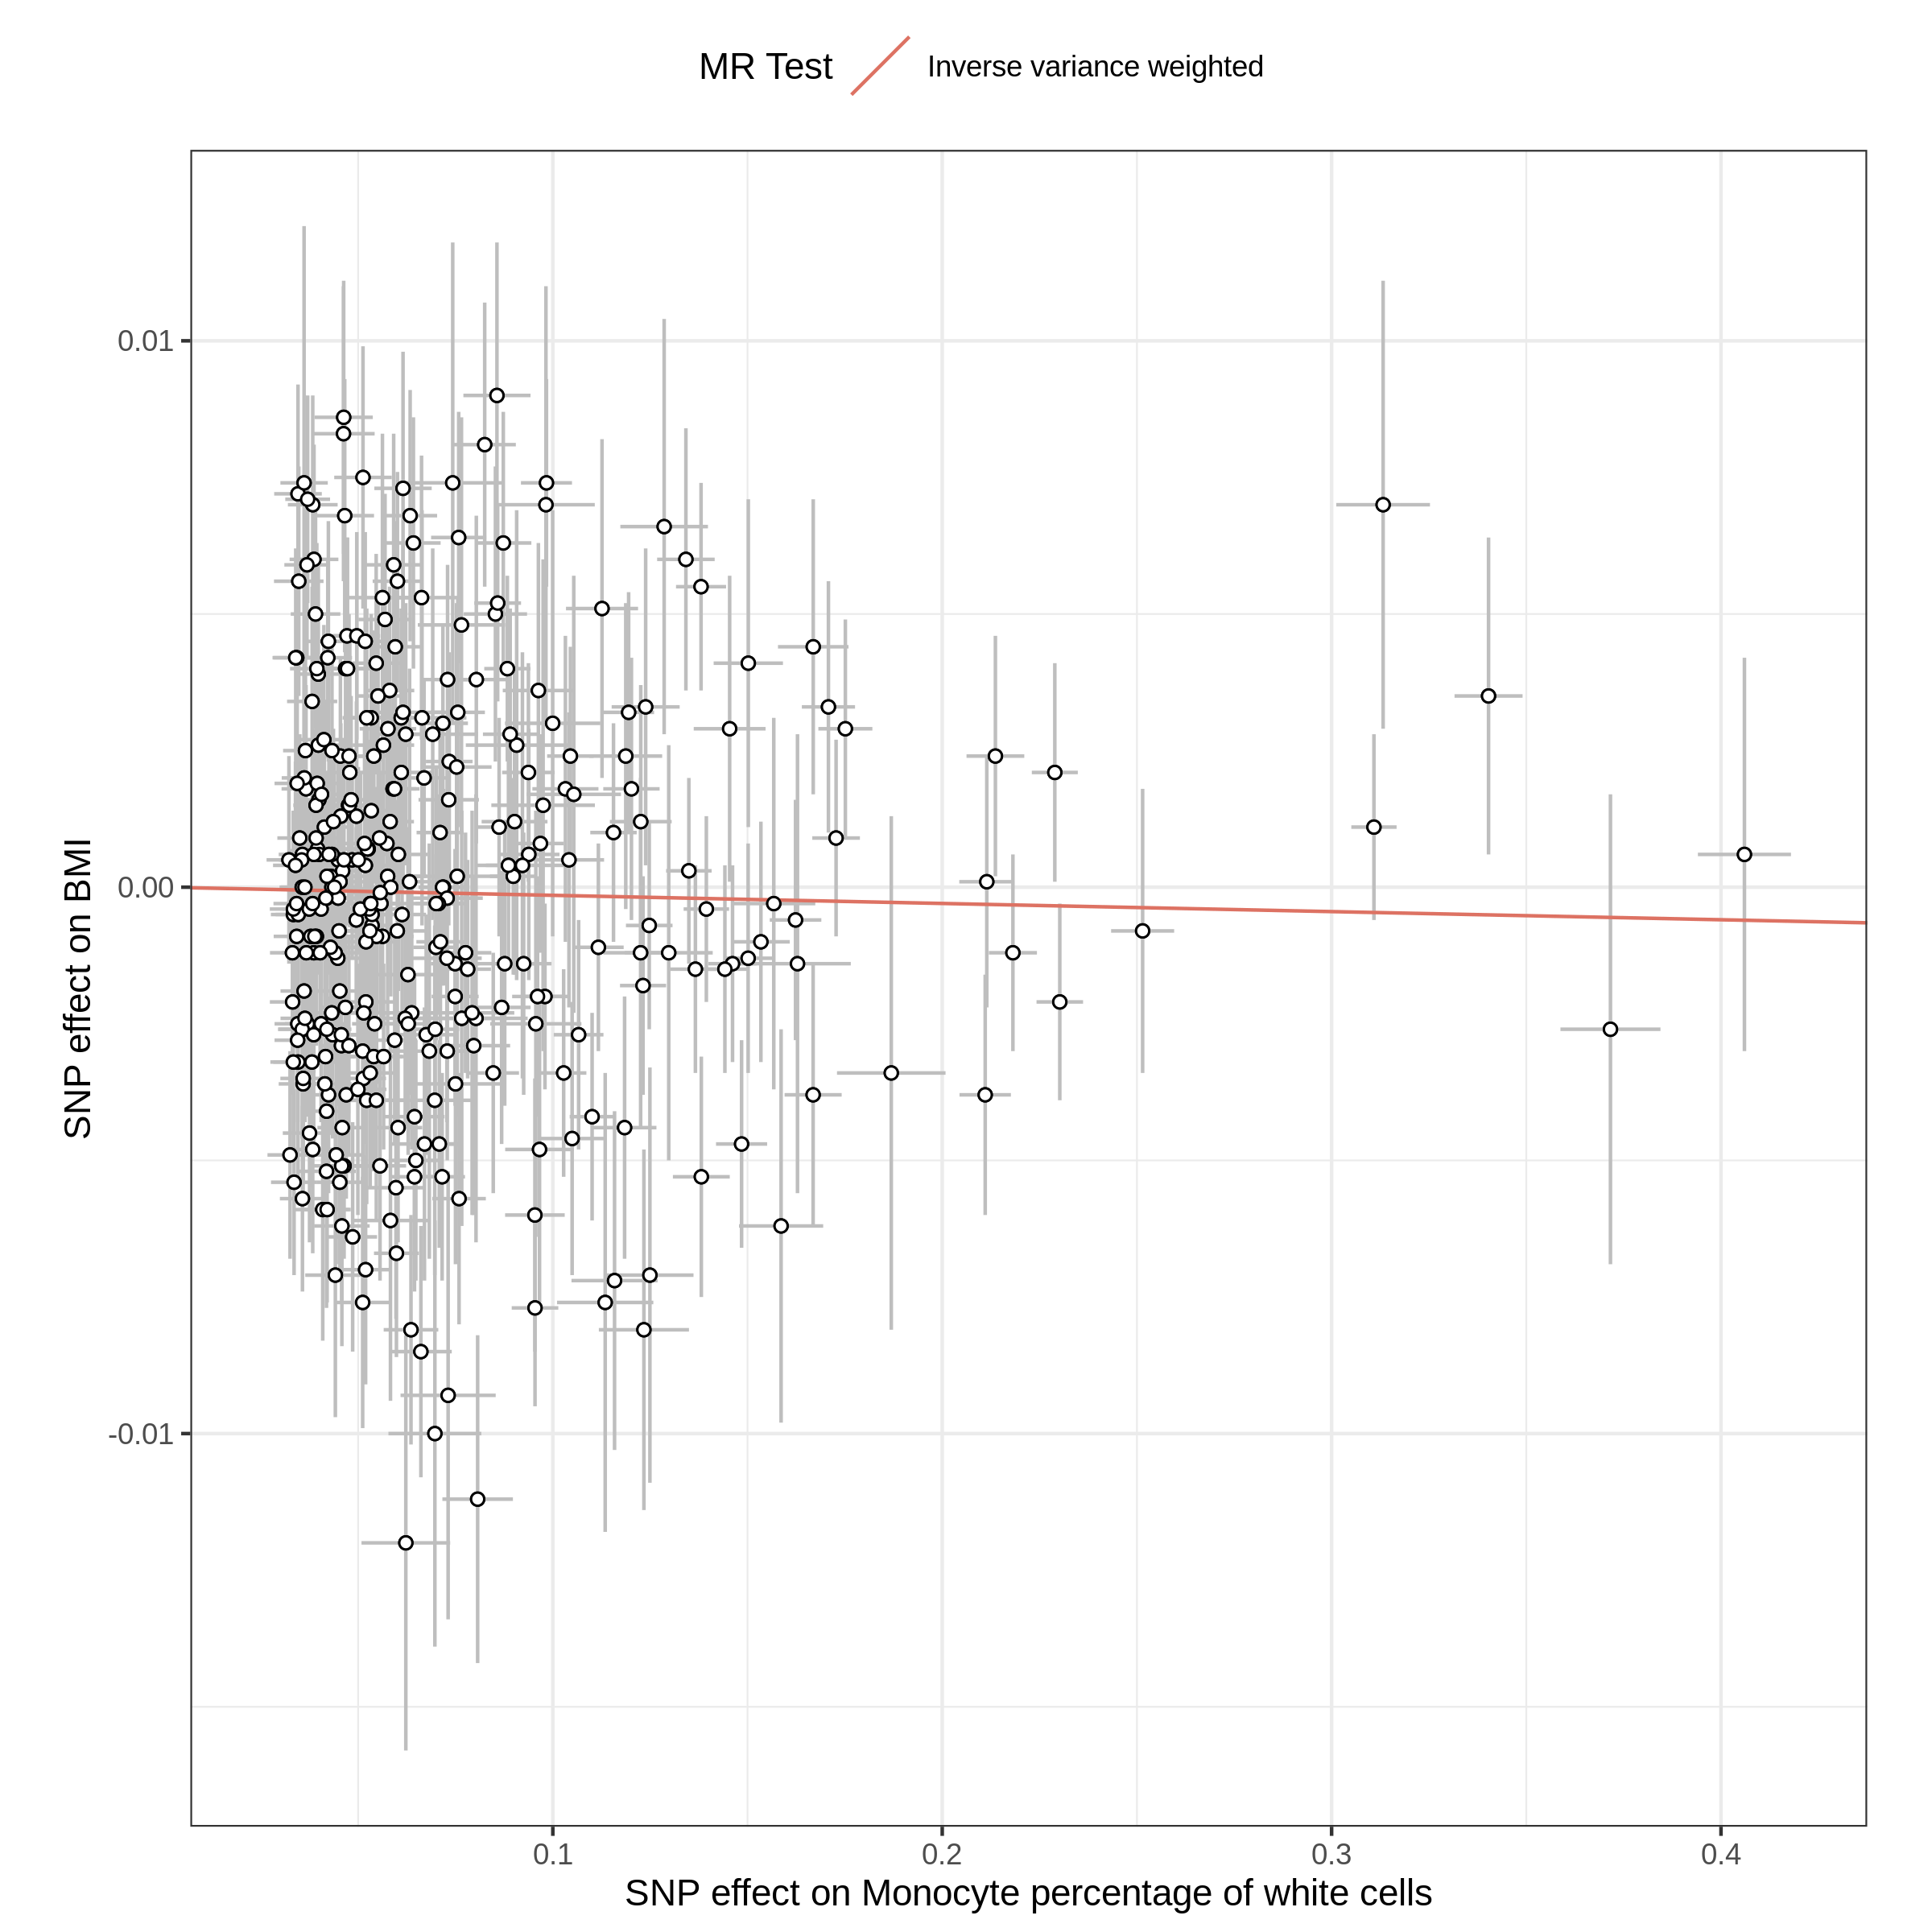 MR Test
Inverse variance weighted
0.01
0.00
-0.01
SNP effect on BMI
0.1
0.2
0.3
0.4
SNP effect on Monocyte percentage of white cells